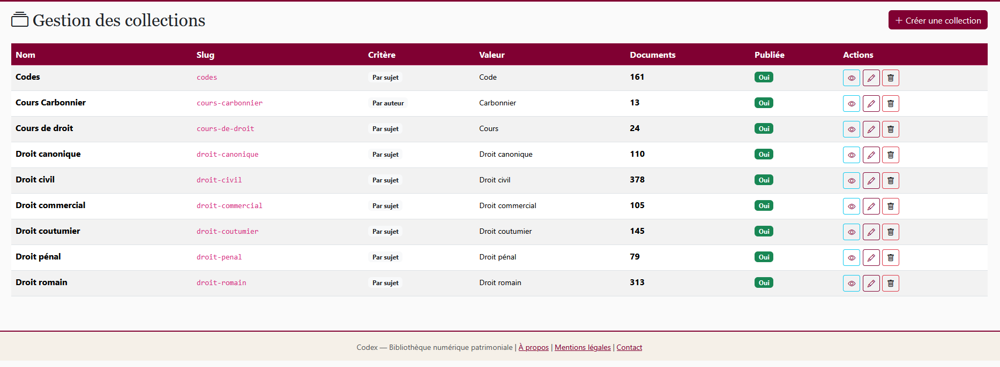 Gestion des collections
Créer une collection
Nom Slug Critère Valeur Documents Publiée Actions
Codes codes Par sujet Code 161 Oui
Cours Carbonnier cours-carbonnier Par auteur Carbonnier 13 Oui
Cours de droit cours-de-droit Par sujet Cours 24 Oui
Droit canonique droit-canonique Par sujet Droit canonique 110 Oui
Droit civil droit-civil Par sujet Droit civil 378 Oui
Droit commercial droit-commercial Par sujet Droit commercial 105 Oui
Droit coutumier droit-coutumier Par sujet Droit coutumier 145 Oui
Droit pénal droit-penal Par sujet Droit pénal 79 Oui
Droit romain droit-romain Par sujet Droit romain 313 Oui
Codex — Bibliothèque numérique patrimoniale | À propos | Mentions légales | Contact